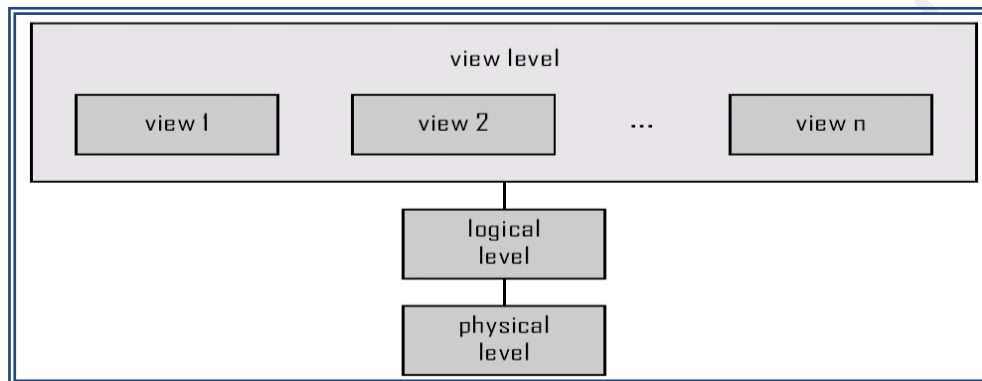 view level
view 1
view 2
...
view n
logical
level
physical
level